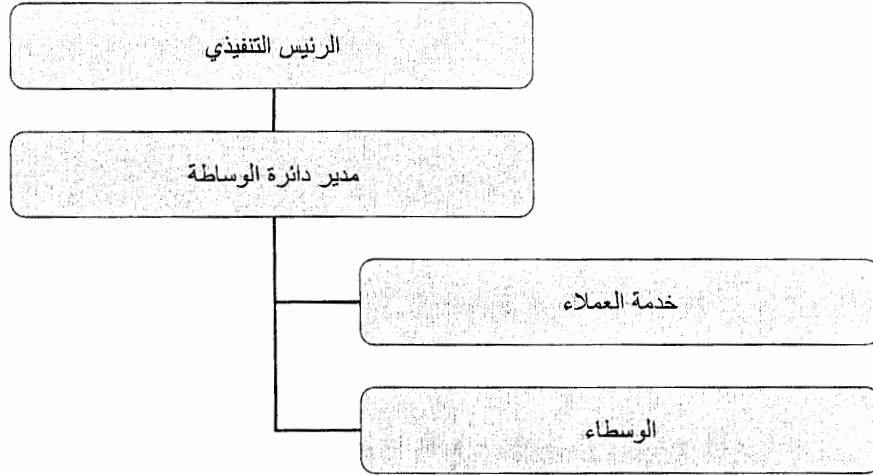 الرئيس التنفيذي
مدير دائرة الوساطة
خدمة العملاء
الوسطاء